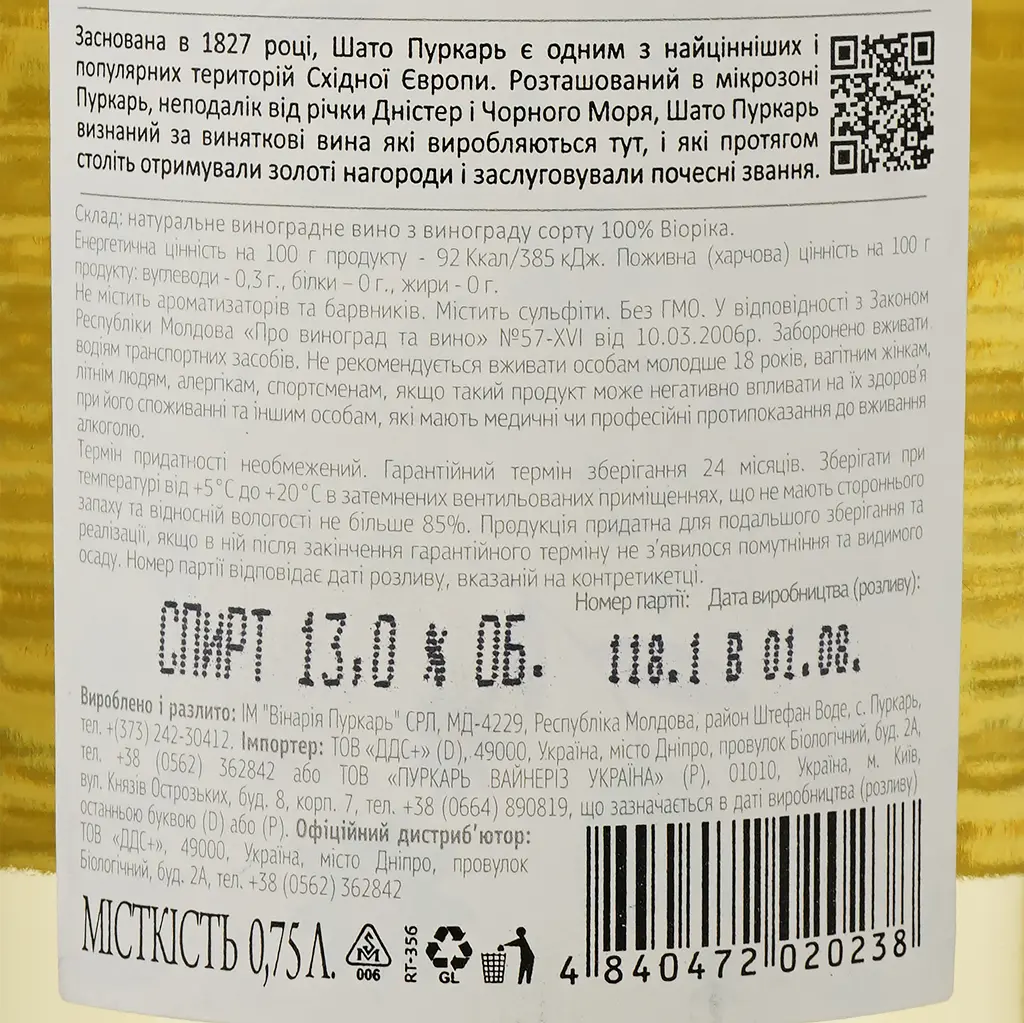 Заснована в 1827 році, Шато Пуркарь є одним з найцінніших і
популярних територій Східної Європи. Розташований в мікрозоні
Пуркарь, неподалік від річки Дністер і Чорного Моря, Шато Пуркарь
визнаний за виняткові вина які виробляються тут, і які протягом
століть отримували золоті нагороди і заслуговували почесні звання.
Склад: натуральне виноградне вино з винограду сорту 100% Віоріка.
Енергетична цінність на 100 г продукту - 92 Ккал/385 кДж. Поживна (харчова) цінність на 100 г
продукту: вуглеводи - 0,3 г., білки – 0 г., жири - 0 г.
Не містить ароматизаторів та барвників. Містить сульфіти. Без ГМО. У відповідності з Законом
Республіки Молдова «Про виноград та вино» №57-XVI від 10.03.2006р. Заборонено вживати
водіям транспортних засобів. Не рекомендується вживати особам молодше 18 років, вагітним жінкам,
літнім людям, алергікам, спортсменам, якщо такий продукт може негативно впливати на їх здоров'я
при його споживанні та іншим особам, які мають медичні чи професійні протипоказання до вживання
алкоголю.
Термін придатності необмежений. Гарантійний термін зберігання 24 місяців. Зберігати при
температурі від +5°С до +20°С в затемнених вентильованих приміщеннях, що не мають стороннього
запаху та відносній вологості не більше 85%. Продукція придатна для подальшого зберігання та
реалізації, якщо в ній після закінчення гарантійного терміну не з'явилося помутніння та видимого
осаду. Номер партії відповідає даті розливу, вказаній на контретикетці.
Номер партії: Дата виробництва (розливу):
СПИРТ 13.0 % ОБ. 118.1 В 01.08.
Вироблено і разлито: ІМ "Вінарія Пуркарь" СРЛ, МД-4229, Республіка Молдова, район Штефан Воде, с. Пуркарь,
тел. +(373) 242-30412. Імпортер: ТОВ «ДДС+» (D), 49000, Україна, місто Дніпро, провулок Біологічний, буд. 2А,
тел. +38 (0562) 362842 або ТОВ «ПУРКАРЬ ВАЙНЕРІЗ УКРАЇНА» (Р), 01010, Україна, м. Київ,
вул. Князів Острозьких, буд. 8, корп. 7, тел. +38 (0664) 890819, що зазначається в даті виробництва (розливу)
останньою буквою (D) або (Р). Офіційний дистриб'ютор:
ТОВ «ДДС+», 49000, Україна, місто Дніпро, провулок
Біологічний, буд. 2А, тел. +38 (0562) 362842
МІСТКІСТЬ 0,75 Л.
006
RT-356
GL
4 840472 020238